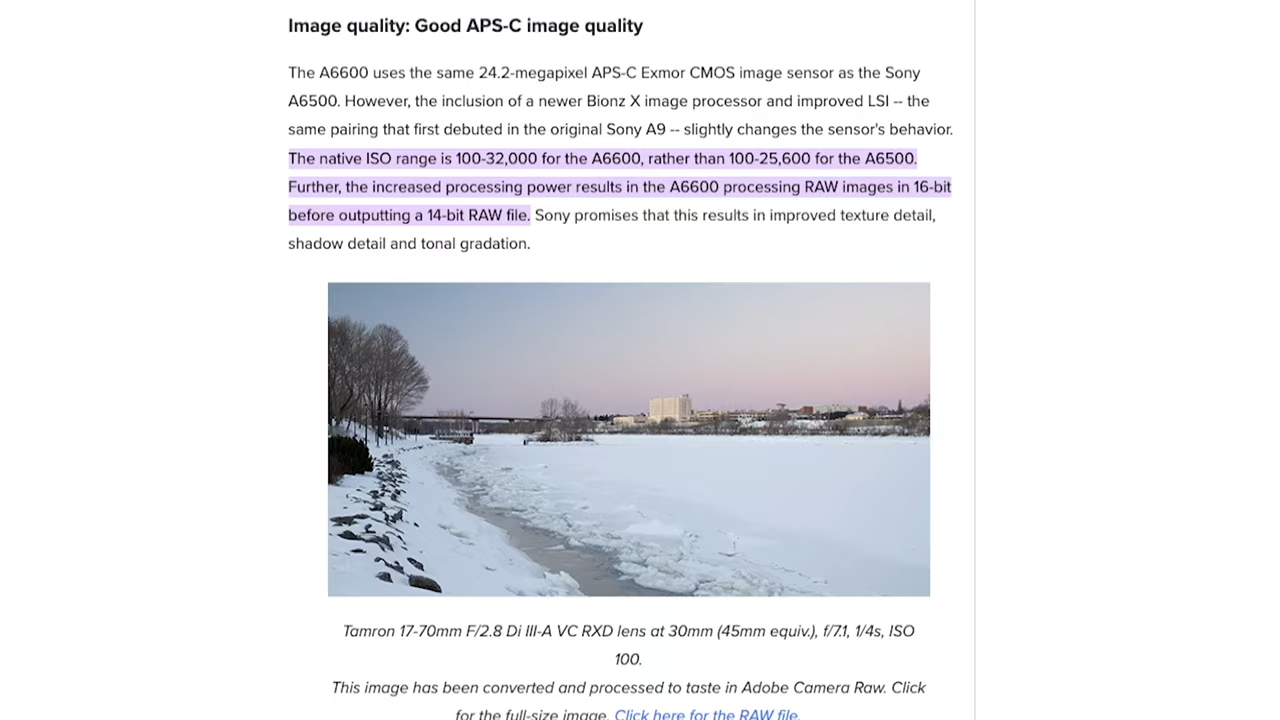 Image quality: Good APS-C image quality
The A6600 uses the same 24.2-megapixel APS-C Exmor CMOS image sensor as the Sony
A6500. However, the inclusion of a newer Bionz X image processor and improved LSI -- the
same pairing that first debuted in the original Sony A9 -- slightly changes the sensor's behavior.
The native ISO range is 100-32,000 for the A6600, rather than 100-25,600 for the A6500.
Further, the increased processing power results in the A6600 processing RAW images in 16-bit
before outputting a 14-bit RAW file. Sony promises that this results in improved texture detail,
shadow detail and tonal gradation.
Tamron 17-70mm F/2.8 Di III-A VC RXD lens at 30mm (45mm equiv.), f/7.1, 1/4s, ISO
100.
This image has been converted and processed to taste in Adobe Camera Raw. Click
for the full-size image. Click here for the RAW file.